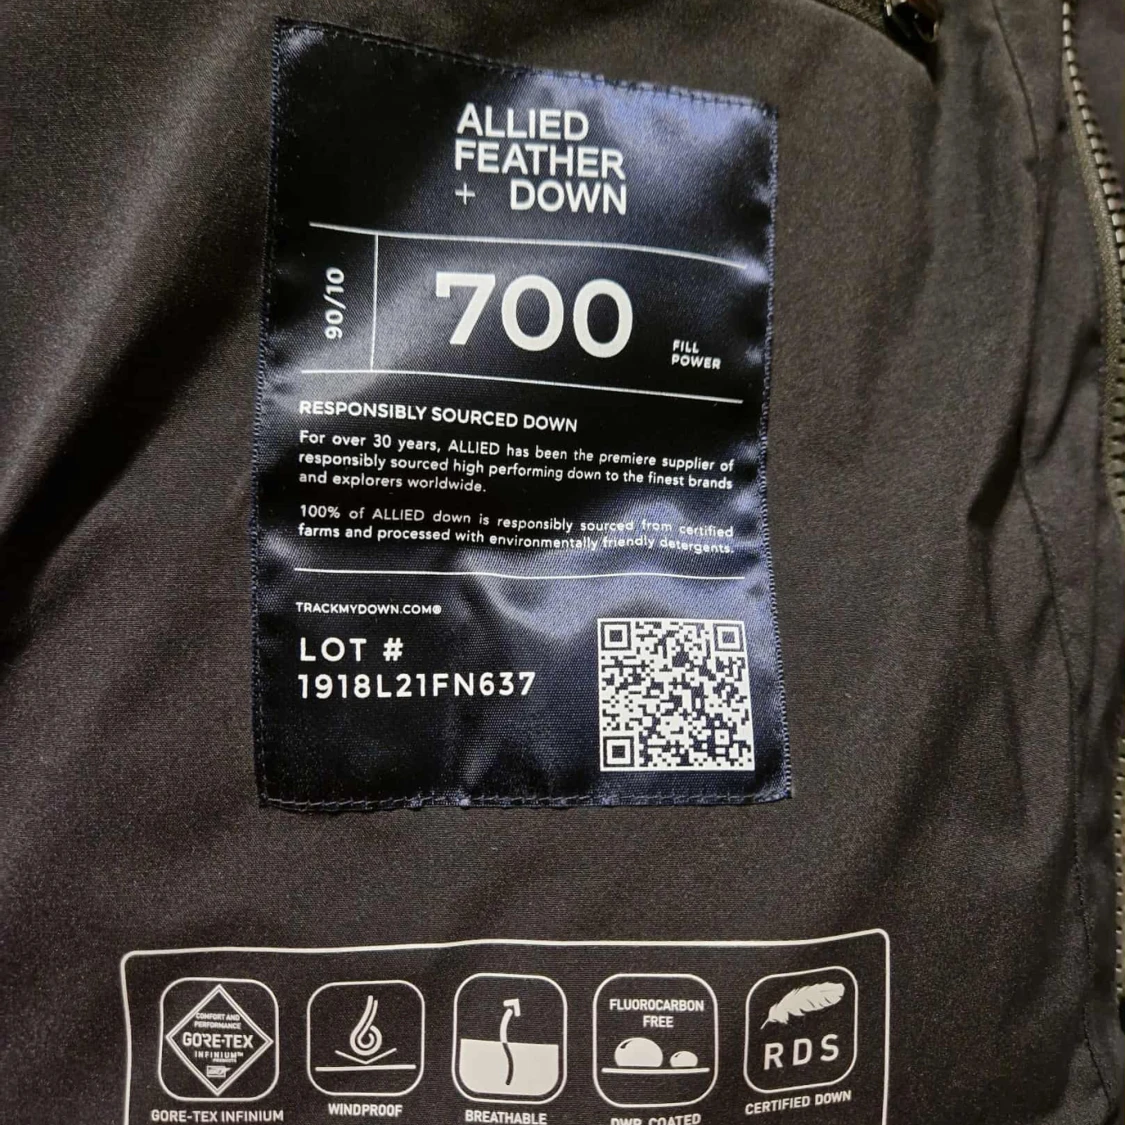 ALLIED
FEATHER
+ DOWN
90/10
700
FILL
POWER
RESPONSIBLY SOURCED DOWN
For over 30 years, ALLIED has been the premiere supplier of
responsibly sourced high performing down to the finest brands
and explorers worldwide.
100% of ALLIED down is responsibly sourced from certified
farms and processed with environmentally friendly detergents.
TRACKMYDOWN.COM®
LOT #
1918L21FN637
COMFORT AND
PERFORMANCE
GORE-TEX
INFINIUM™
PRODUCTS
GORE-TEX INFINIUM
WINDPROOF
BREATHABLE
FLUOROCARBON
FREE
DWR COATED
RDS
CERTIFIED DOWN